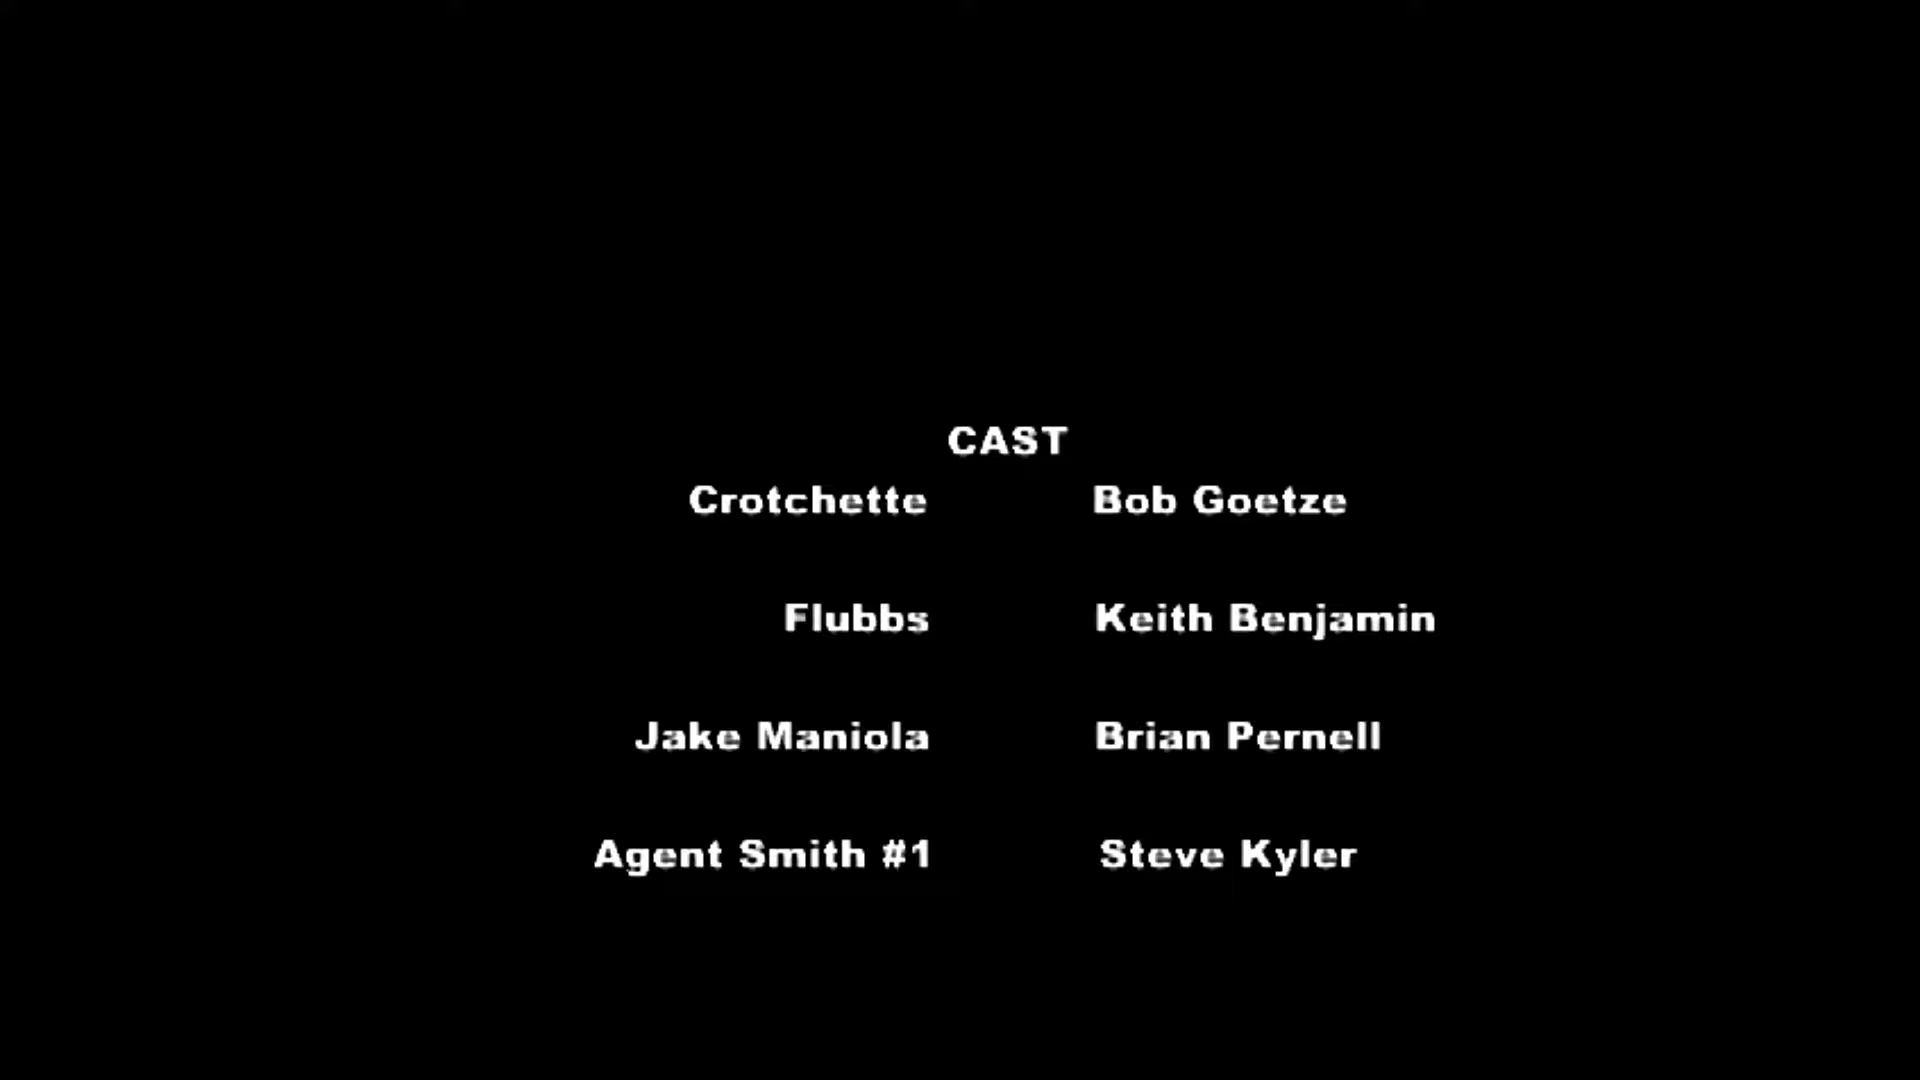 CAST
Crotchette Bob Goetze
Flubbs Keith Benjamin
Jake Maniola Brian Pernell
Agent Smith #1 Steve Kyler